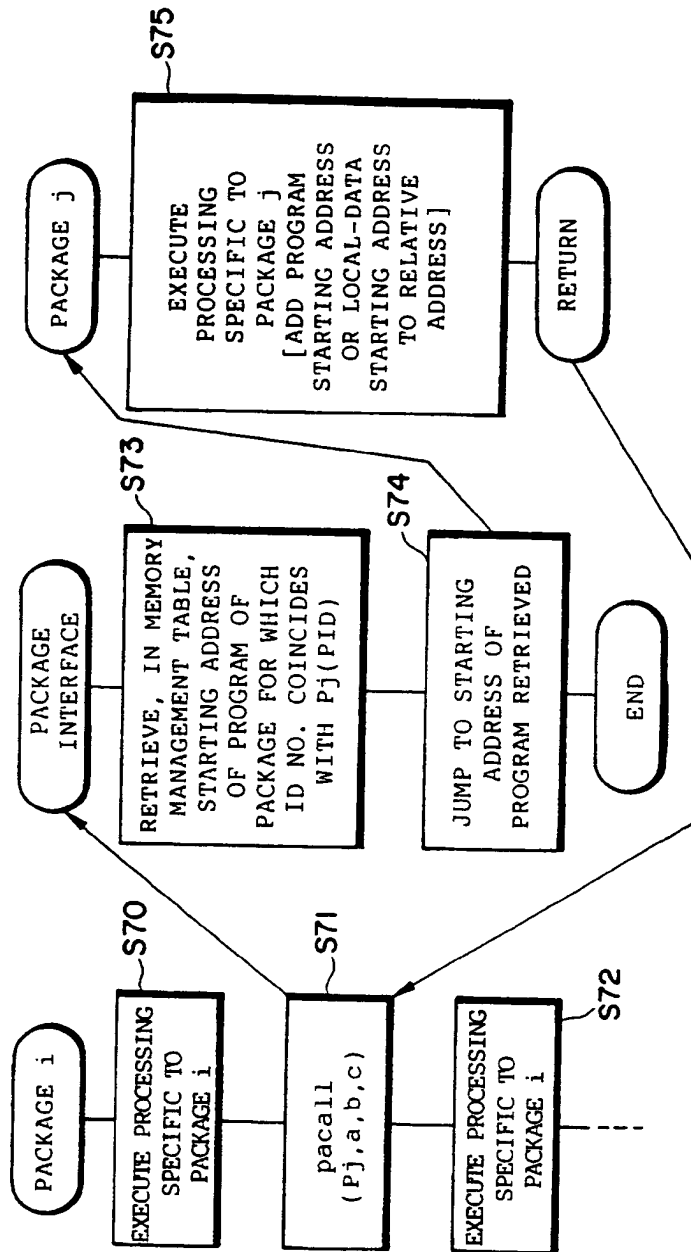 PACKAGE i
S70
EXECUTE PROCESSING
SPECIFIC TO
PACKAGE i
S71
pacall
(Pj,a,b,c)
S72
EXECUTE PROCESSING
SPECIFIC TO
PACKAGE i
PACKAGE
INTERFACE
S73
RETRIEVE, IN MEMORY
MANAGEMENT TABLE,
STARTING ADDRESS
OF PROGRAM OF
PACKAGE FOR WHICH
ID NO. COINCIDES
WITH Pj(PID)
S74
JUMP TO STARTING
ADDRESS OF
PROGRAM RETRIEVED
END
PACKAGE j
S75
EXECUTE
PROCESSING
SPECIFIC TO
PACKAGE j
[ADD PROGRAM
STARTING ADDRESS
OR LOCAL-DATA
STARTING ADDRESS
TO RELATIVE
ADDRESS]
RETURN